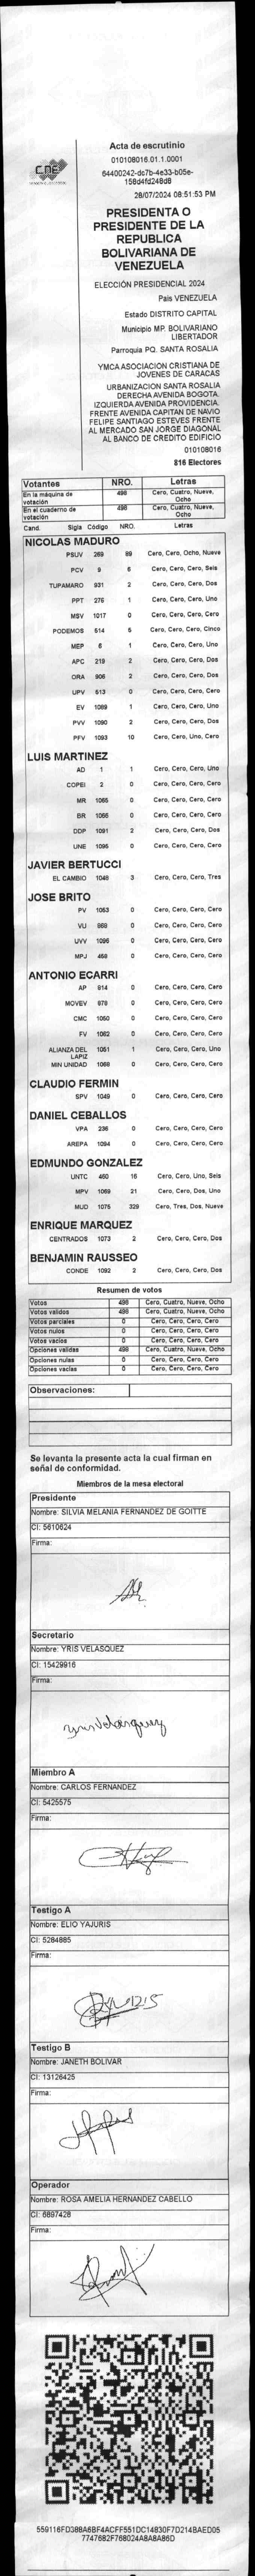 Acta de escrutinio
010108016.01.1.0001
64400242-dc7b-4e33-b05e-
158d4fd248d8
28/07/2024 08:51:53 PM
CNE
PRESIDENTA O
PRESIDENTE DE LA
REPUBLICA
BOLIVARIANA DE
VENEZUELA
ELECCIÓN PRESIDENCIAL 2024
Pais VENEZUELA
Estado DISTRITO CAPITAL
Municipio MP. BOLIVARIANO
LIBERTADOR
Parroquia PQ. SANTA ROSALIA
YMCA ASOCIACION CRISTIANA DE
JOVENES DE CARACAS
URBANIZACION SANTA ROSALIA
DERECHA AVENIDA BOGOTA.
IZQUIERDA AVENIDA PROVIDENCIA.
FRENTE AVENIDA CAPITAN DE NAVIO
FELIPE SANTIAGO ESTEVES FRENTE
AL MERCADO SAN JORGE DIAGONAL
AL BANCO DE CREDITO EDIFICIO
010108016
816 Electores
Votantes NRO. Letras
En la máquina de votación 498 Cero, Cuatro, Nueve, Ocho
En el cuaderno de votación 498 Cero, Cuatro, Nueve, Ocho
Cand. Sigla Código NRO. Letras
NICOLAS MADURO
PSUV 269 89 Cero, Cero, Ocho, Nueve
PCV 9 6 Cero, Cero, Cero, Seis
TUPAMARO 931 2 Cero, Cero, Cero, Dos
PPT 276 1 Cero, Cero, Cero, Uno
MSV 1017 0 Cero, Cero, Cero, Cero
PODEMOS 514 5 Cero, Cero, Cero, Cinco
MEP 6 1 Cero, Cero, Cero, Uno
APC 219 2 Cero, Cero, Cero, Dos
ORA 906 2 Cero, Cero, Cero, Dos
UPV 513 0 Cero, Cero, Cero, Cero
EV 1089 1 Cero, Cero, Cero, Uno
PVV 1090 2 Cero, Cero, Cero, Dos
PFV 1093 10 Cero, Cero, Uno, Cero
LUIS MARTINEZ
AD 1 1 Cero, Cero, Cero, Uno
COPEI 2 0 Cero, Cero, Cero, Cero
MR 1065 0 Cero, Cero, Cero, Cero
BR 1066 0 Cero, Cero, Cero, Cero
DDP 1091 2 Cero, Cero, Cero, Dos
UNE 1095 0 Cero, Cero, Cero, Cero
JAVIER BERTUCCI
EL CAMBIO 1048 3 Cero, Cero, Cero, Tres
JOSE BRITO
PV 1053 0 Cero, Cero, Cero, Cero
VU 868 0 Cero, Cero, Cero, Cero
UVV 1096 0 Cero, Cero, Cero, Cero
MPJ 458 0 Cero, Cero, Cero, Cero
ANTONIO ECARRI
AP 814 0 Cero, Cero, Cero, Cero
MOVEV 878 0 Cero, Cero, Cero, Cero
CMC 1050 0 Cero, Cero, Cero, Cero
FV 1062 0 Cero, Cero, Cero, Cero
ALIANZA DEL LAPIZ 1051 1 Cero, Cero, Cero, Uno
MIN UNIDAD 1068 0 Cero, Cero, Cero, Cero
CLAUDIO FERMIN
SPV 1049 0 Cero, Cero, Cero, Cero
DANIEL CEBALLOS
VPA 236 0 Cero, Cero, Cero, Cero
AREPA 1094 0 Cero, Cero, Cero, Cero
EDMUNDO GONZALEZ
UNTC 450 16 Cero, Cero, Uno, Seis
MPV 1069 21 Cero, Cero, Dos, Uno
MUD 1075 329 Cero, Tres, Dos, Nueve
ENRIQUE MARQUEZ
CENTRADOS 1073 2 Cero, Cero, Cero, Dos
BENJAMIN RAUSSEO
CONDE 1092 2 Cero, Cero, Cero, Dos
Resumen de votos
Votos 498 Cero, Cuatro, Nueve, Ocho
Votos validos 498 Cero, Cuatro, Nueve, Ocho
Votos parciales 0 Cero, Cero, Cero, Cero
Votos nulos 0 Cero, Cero, Cero, Cero
Votos vacios 0 Cero, Cero, Cero, Cero
Opciones validas 498 Cero, Cuatro, Nueve, Ocho
Opciones nulas 0 Cero, Cero, Cero, Cero
Opciones vacias 0 Cero, Cero, Cero, Cero
Observaciones:
Se levanta la presente acta la cual firman en
señal de conformidad.
Miembros de la mesa electoral
Presidente
Nombre: SILVIA MELANIA FERNANDEZ DE GOITTE
CI: 5610624
Firma:
Secretario
Nombre: YRIS VELASQUEZ
CI: 15429916
Firma:
Yris Velásquez
Miembro A
Nombre: CARLOS FERNANDEZ
CI: 5425575
Firma:
Testigo A
Nombre: ELIO YAJURIS
CI: 5284885
Firma:
Testigo B
Nombre: JANETH BOLIVAR
CI: 13126425
Firma:
Operador
Nombre: ROSA AMELIA HERNANDEZ CABELLO
CI: 6897428
Firma:
559116FD388A6BF4ACFF551DC14830F7D214BAED05
7747682F768024A8A8A86D